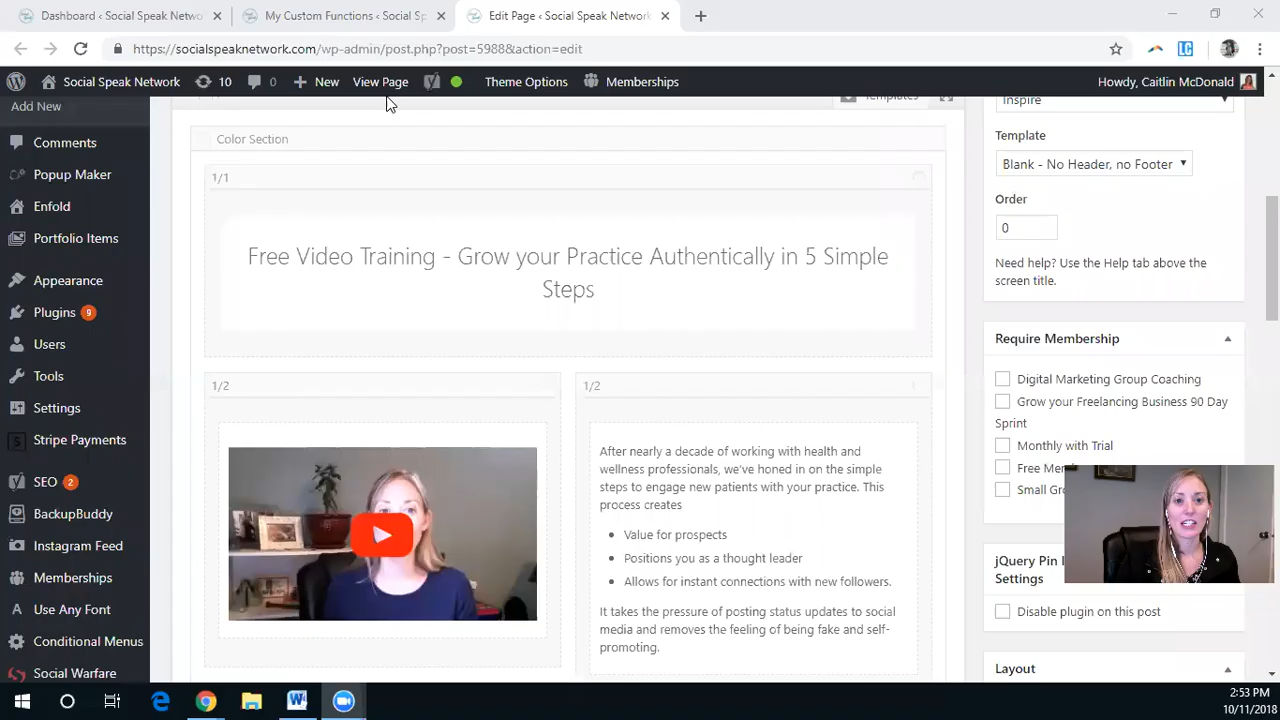 Dashboard ‹ Social Speak Netwo
My Custom Functions ‹ Social Sp
Edit Page ‹ Social Speak Network
https://socialspeaknetwork.com/wp-admin/post.php?post=5988&action=edit
Social Speak Network
10
0
New
View Page
Theme Options
Memberships
Howdy, Caitlin McDonald
Add New
Comments
Popup Maker
Enfold
Portfolio Items
Appearance
Plugins 9
Users
Tools
Settings
Stripe Payments
SEO 2
BackupBuddy
Instagram Feed
Memberships
Use Any Font
Conditional Menus
Social Warfare
Templates
Color Section
1/1
Free Video Training - Grow your Practice Authentically in 5 Simple
Steps
1/2
1/2
After nearly a decade of working with health and
wellness professionals, we've honed in on the simple
steps to engage new patients with your practice. This
process creates
Value for prospects
Positions you as a thought leader
Allows for instant connections with new followers.
It takes the pressure of posting status updates to social
media and removes the feeling of being fake and self-
promoting.
Inspire
Template
Blank - No Header, no Footer
Order
0
Need help? Use the Help tab above the
screen title.
Require Membership
Digital Marketing Group Coaching
Grow your Freelancing Business 90 Day
Sprint
Monthly with Trial
Free Mem
Small Gro
jQuery Pin I
Settings
Disable plugin on this post
Layout
2:53 PM
10/11/2018